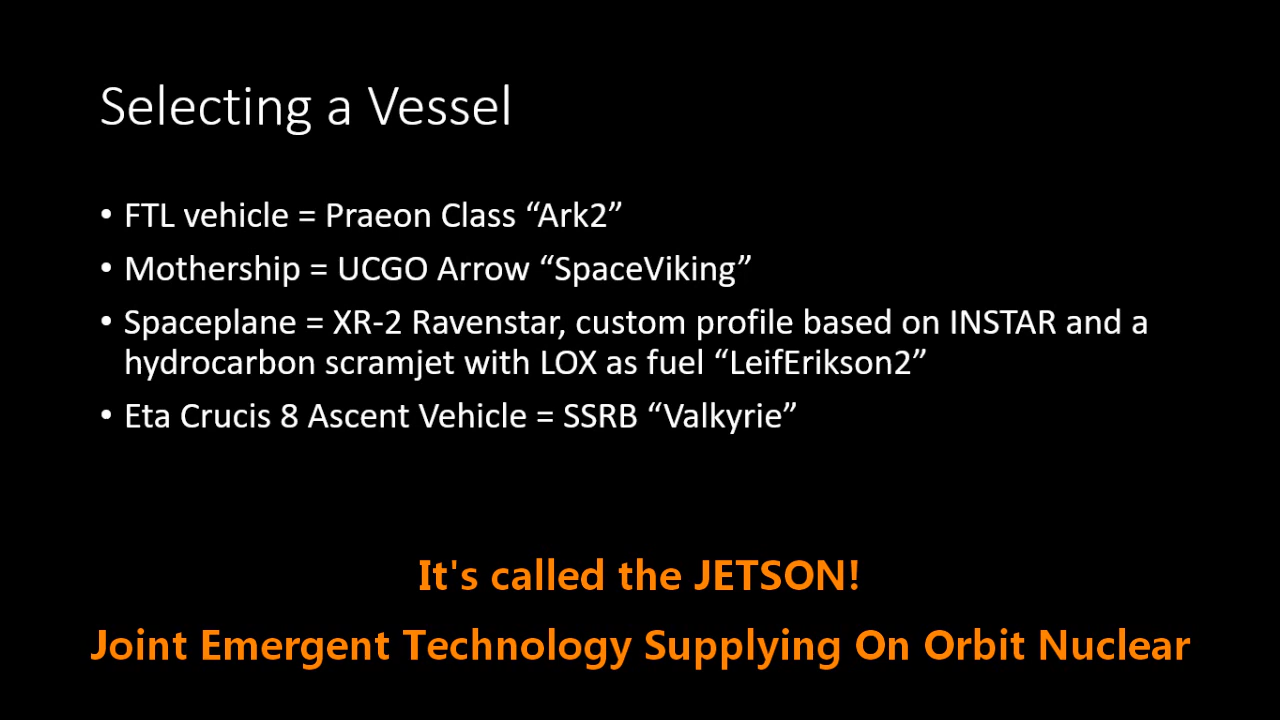 Selecting a Vessel
• FTL vehicle = Praeon Class “Ark2”
• Mothership = UCGO Arrow “SpaceViking”
• Spaceplane = XR-2 Ravenstar, custom profile based on INSTAR and a
hydrocarbon scramjet with LOX as fuel “LeifErikson2”
• Eta Crucis 8 Ascent Vehicle = SSRB “Valkyrie”
It's called the JETSON!
Joint Emergent Technology Supplying On Orbit Nuclear